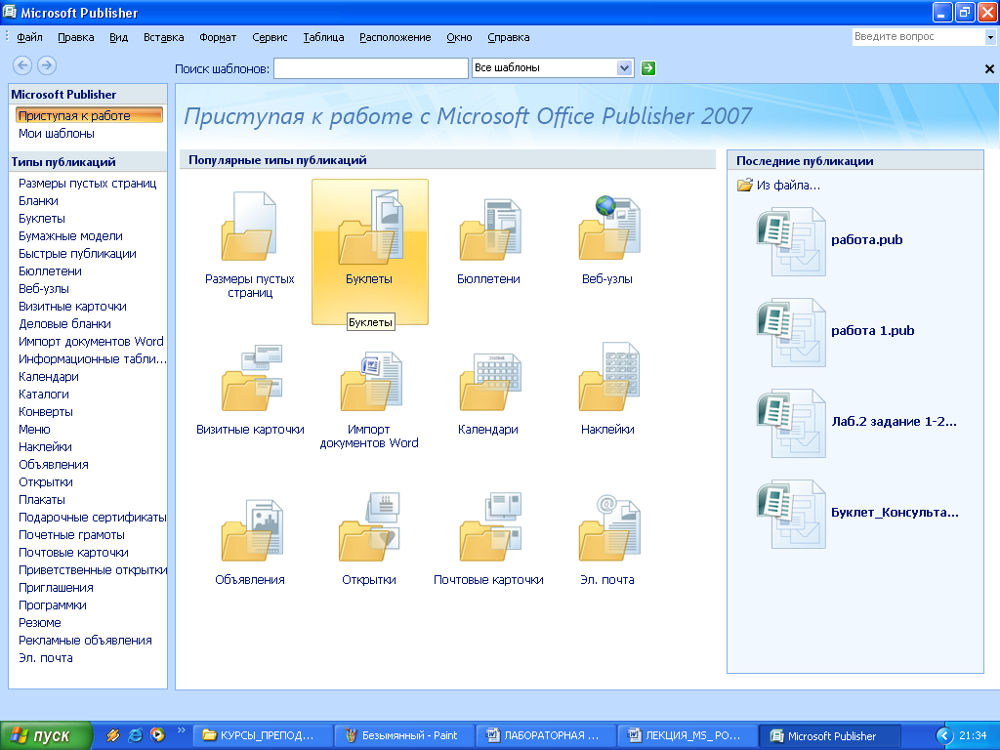 Microsoft Publisher
Файл Правка Вид Вставка Формат Сервис Таблица Расположение Окно Справка
Введите вопрос
Поиск шаблонов: Все шаблоны
Microsoft Publisher
Приступая к работе
Мои шаблоны
Типы публикаций
Размеры пустых страниц
Бланки
Буклеты
Бумажные модели
Быстрые публикации
Бюллетени
Веб-узлы
Визитные карточки
Деловые бланки
Импорт документов Word
Информационные табли...
Календари
Каталоги
Конверты
Меню
Наклейки
Объявления
Открытки
Плакаты
Подарочные сертификаты
Почетные грамоты
Почтовые карточки
Приветственные открытки
Приглашения
Программки
Резюме
Рекламные объявления
Эл. почта
Приступая к работе с Microsoft Office Publisher 2007
Популярные типы публикаций
Размеры пустых
страниц
Буклеты
Бюллетени
Веб-узлы
Буклеты
Визитные карточки
Импорт
документов Word
Календари
Наклейки
Объявления
Открытки
Почтовые карточки
Эл. почта
Последние публикации
Из файла...
работа.pub
работа 1.pub
Лаб.2 задание 1-2...
Буклет_Консульта...
пуск
КУРСЫ_ПРЕПОД...
Безымянный - Paint
ЛАБОРАТОРНАЯ ...
ЛЕКЦИЯ_MS_ PO...
Microsoft Publisher
21:34